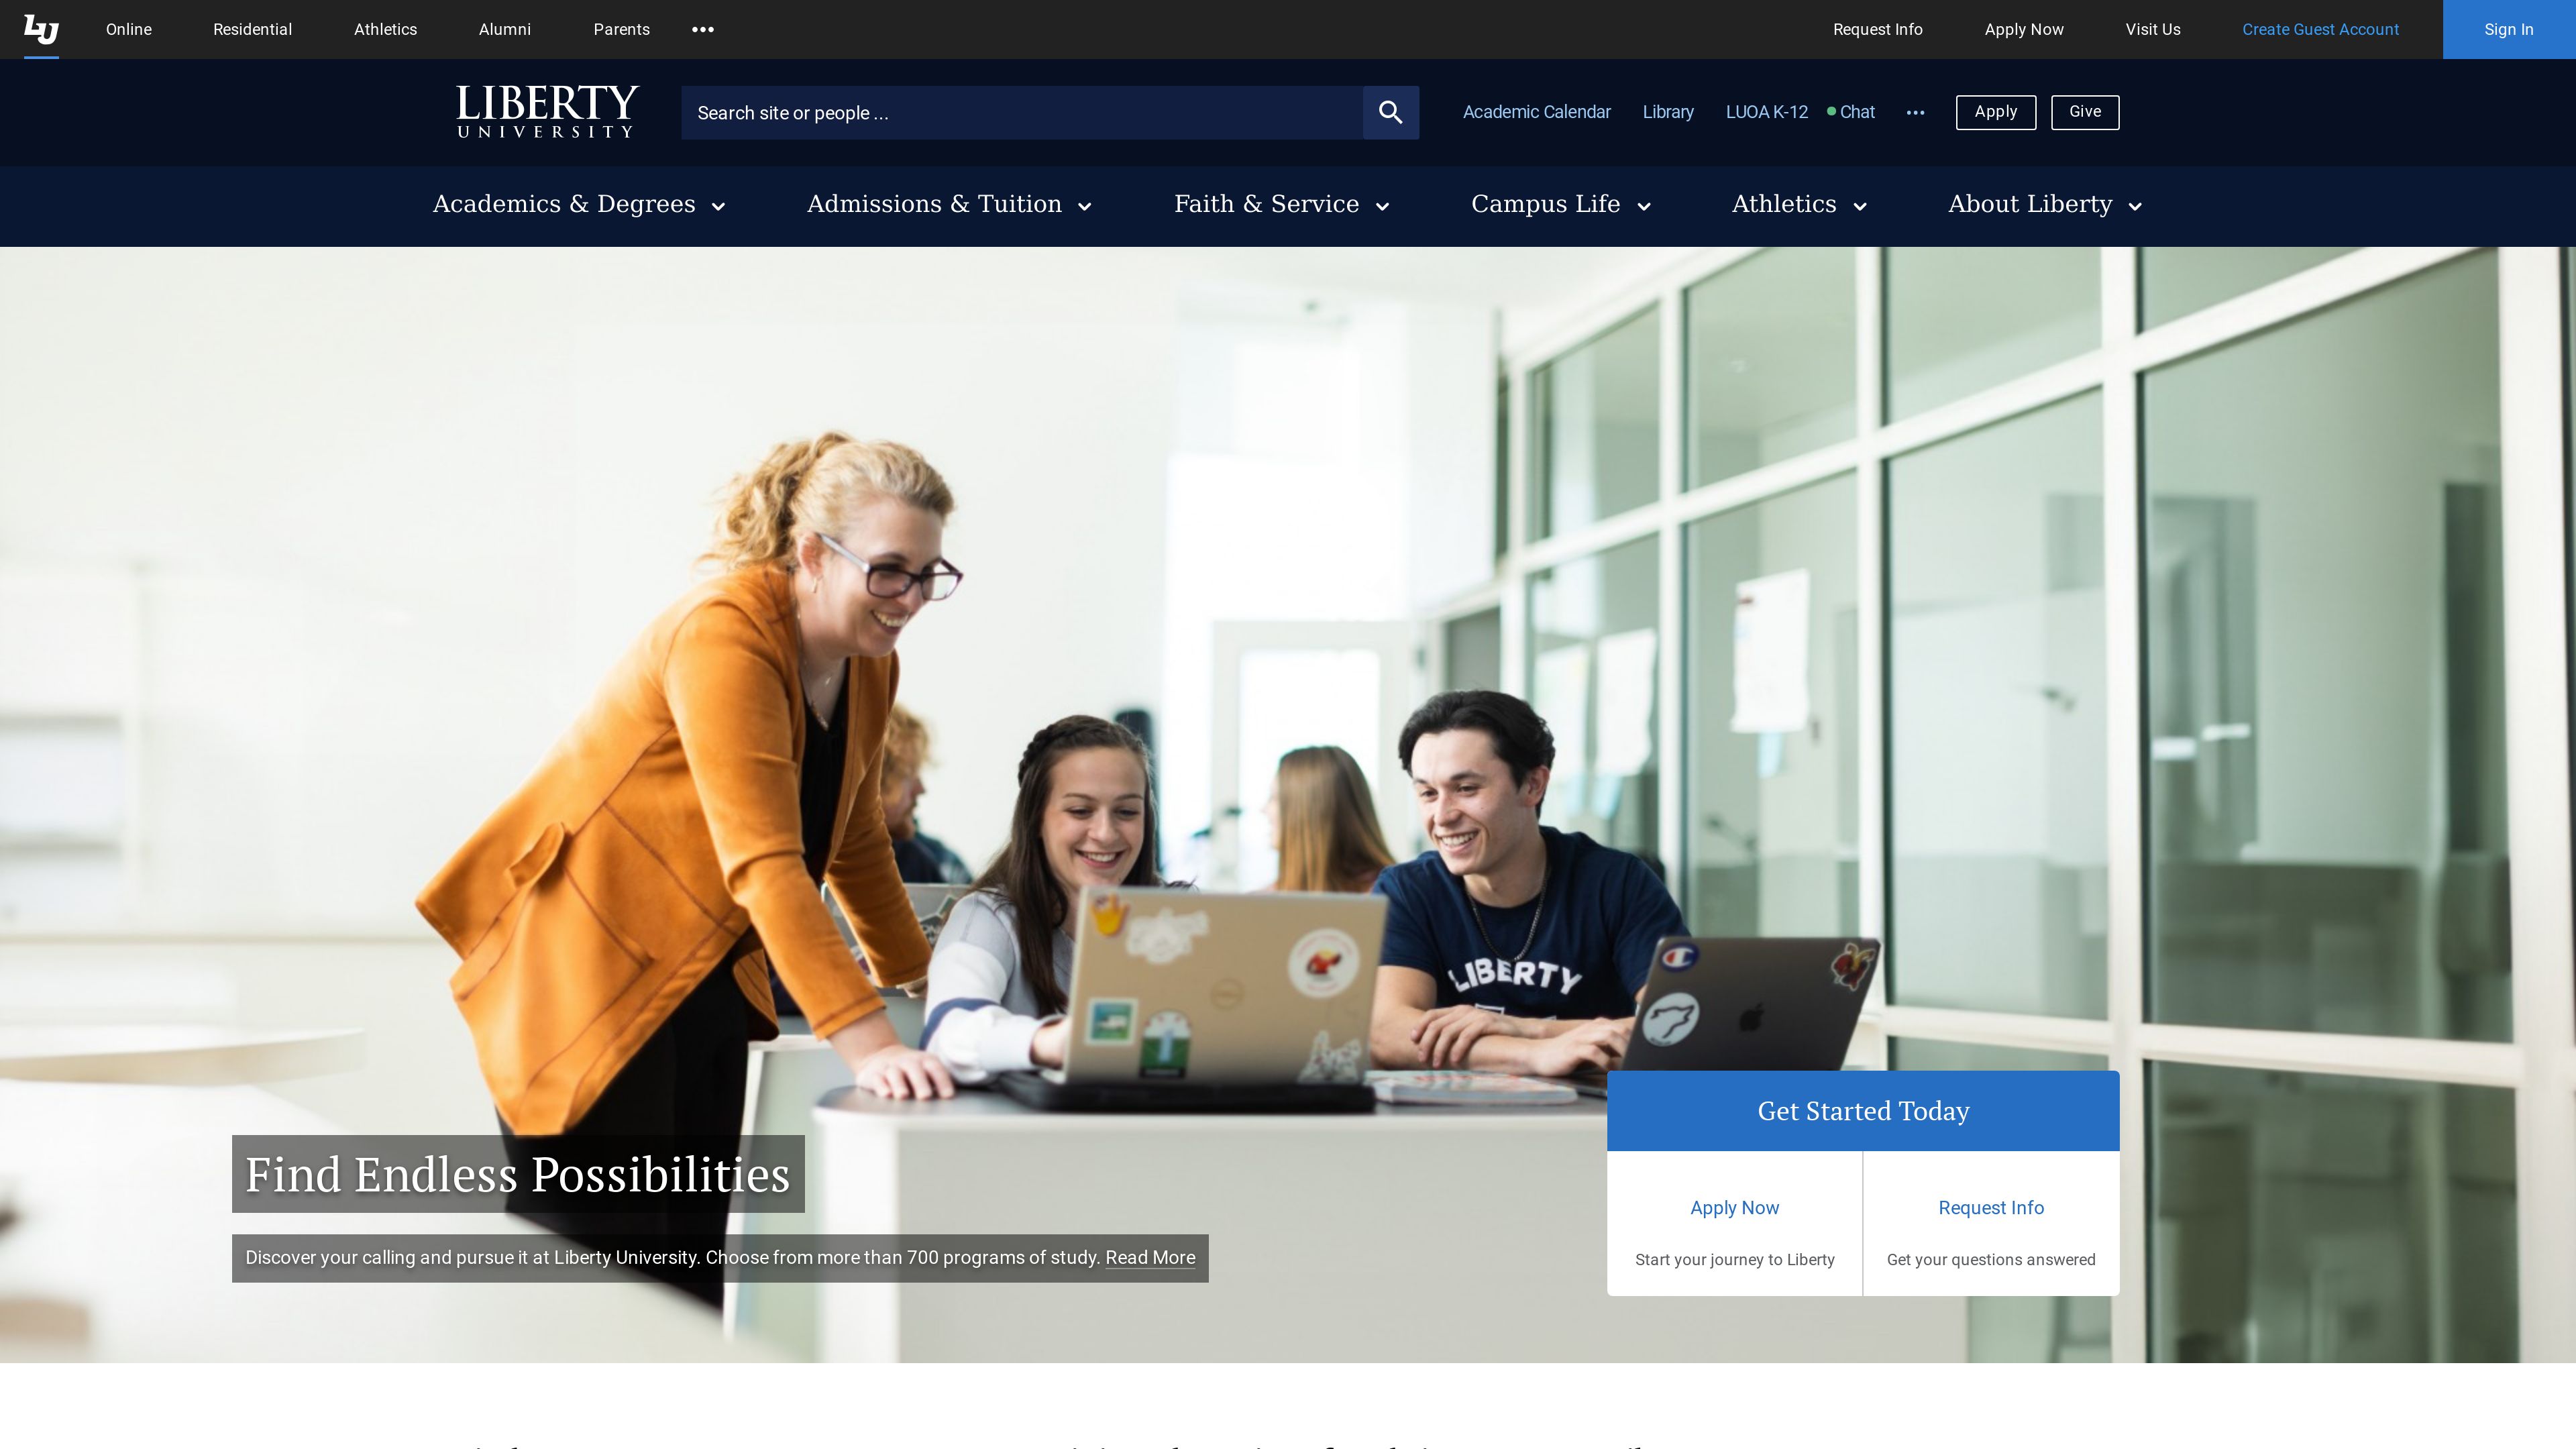 LU Online Residential Athletics Alumni Parents ••• Request Info Apply Now Visit Us Create Guest Account Sign In
LIBERTY
UNIVERSITY
Search site or people ...
Academic Calendar Library LUOA K-12 Chat ••• Apply Give
Academics & Degrees Admissions & Tuition Faith & Service Campus Life Athletics About Liberty
LIBERTY
Get Started Today
Find Endless Possibilities
Apply Now
Start your journey to Liberty
Request Info
Get your questions answered
Discover your calling and pursue it at Liberty University. Choose from more than 700 programs of study. Read More